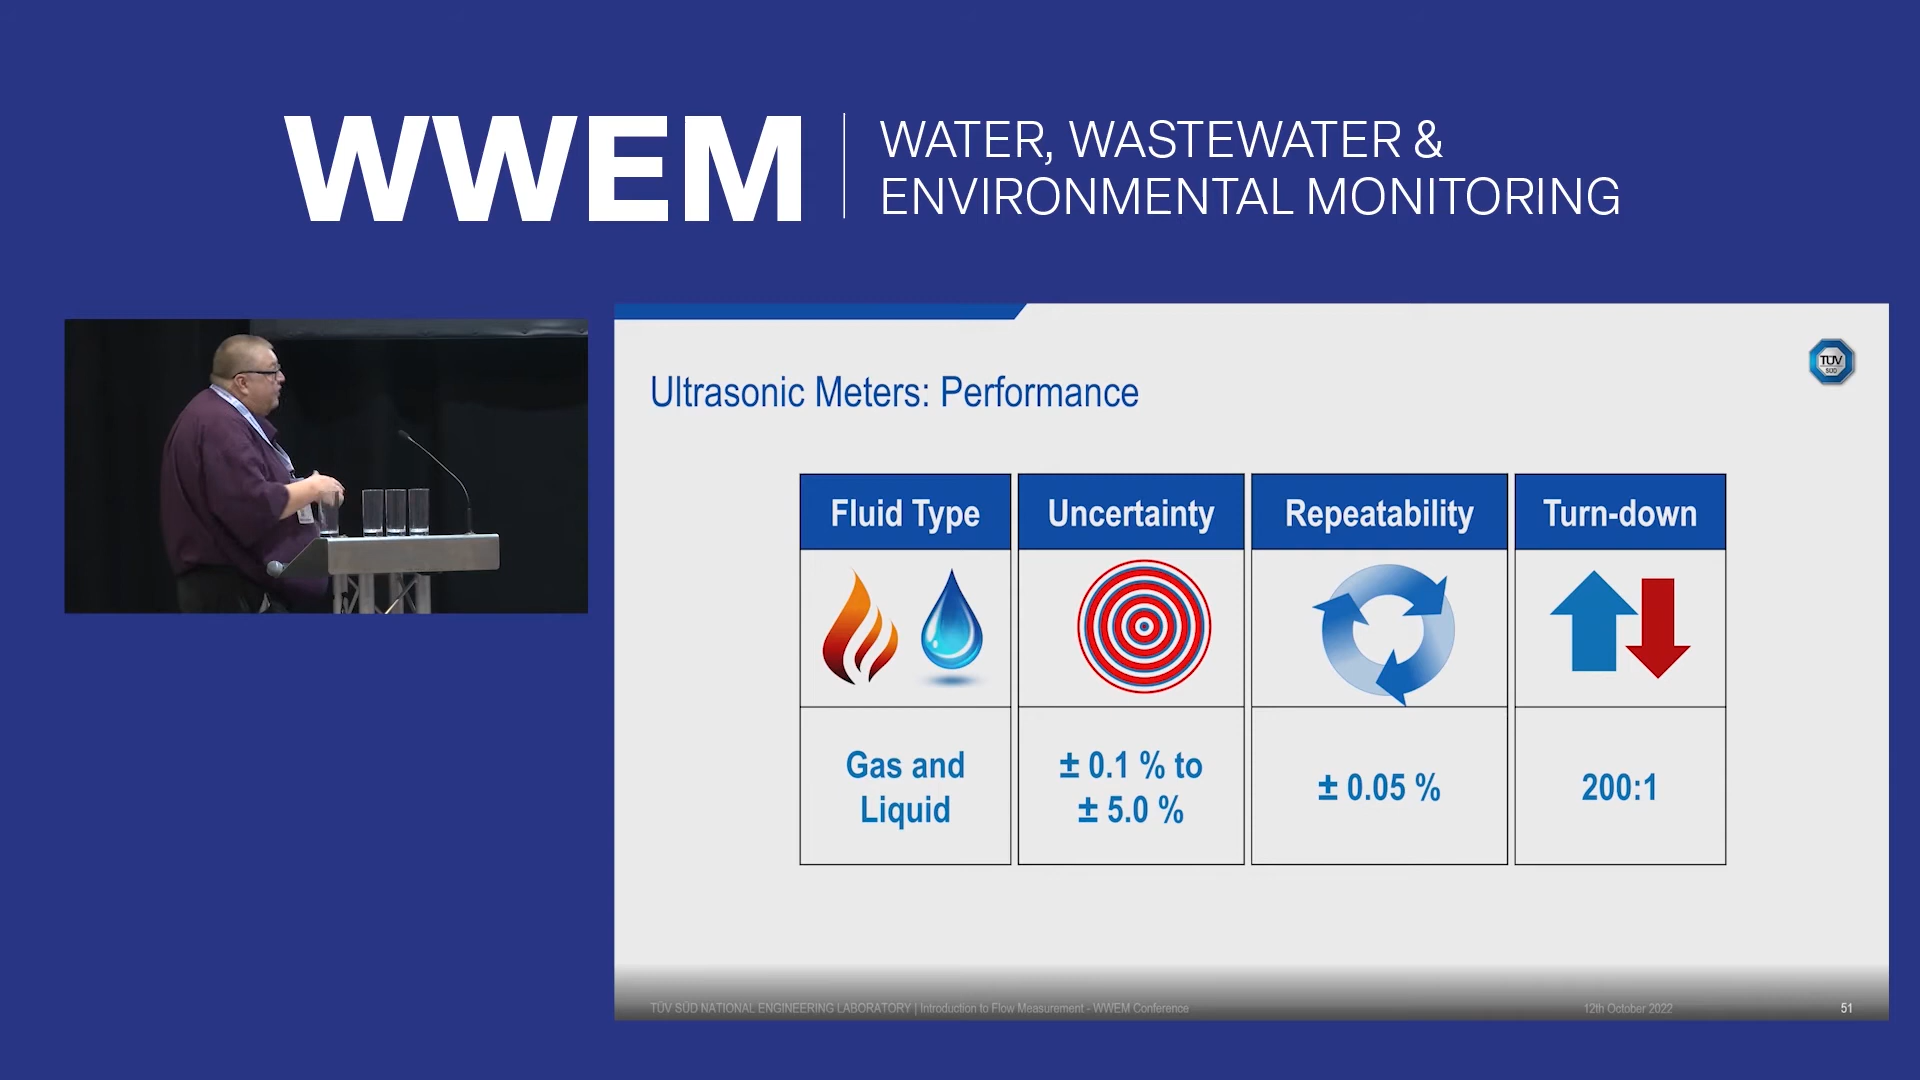 WWEM
WATER, WASTEWATER &
ENVIRONMENTAL MONITORING
TÜV
SÜD
Ultrasonic Meters: Performance
Fluid Type
Uncertainty
Repeatability
Turn-down
Gas and
Liquid
± 0.1 % to
± 5.0 %
± 0.05 %
200:1
TÜV SÜD NATIONAL ENGINEERING LABORATORY | Introduction to Flow Measurement - WWEM Conference
12th October 2022
51